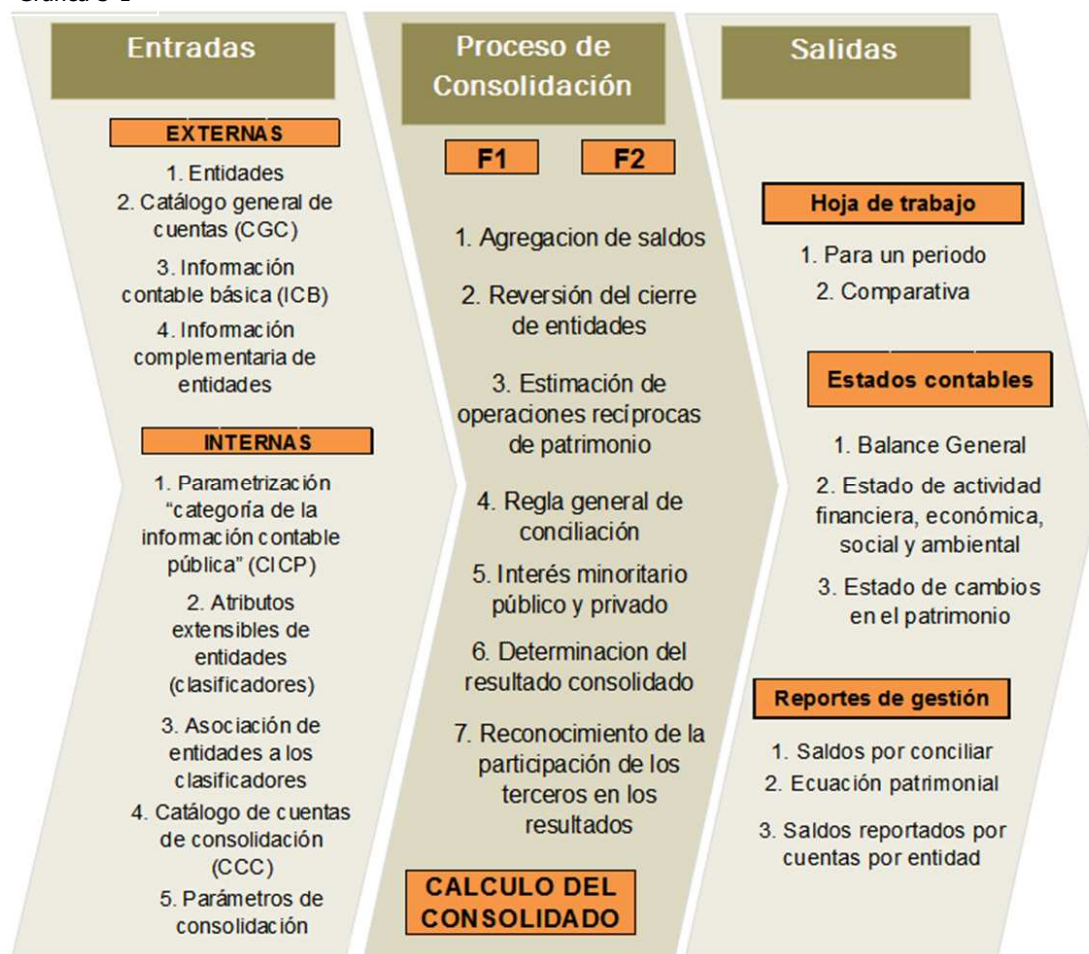 Gráfica 3-1
Entradas
EXTERNAS
1. Entidades
2. Catálogo general de
cuentas (CGC)
3. Información
contable básica (ICB)
4. Información
complementaria de
entidades
INTERNAS
1. Parametrización
“categoría de la
información contable
pública” (CICP)
2. Atributos
extensibles de
entidades
(clasificadores)
3. Asociación de
entidades a los
clasificadores
4. Catálogo de cuentas
de consolidación
(CCC)
5. Parámetros de
consolidación
Proceso de
Consolidación
F1 F2
1. Agregacion de saldos
2. Reversión del cierre
de entidades
3. Estimación de
operaciones recíprocas
de patrimonio
4. Regla general de
conciliación
5. Interés minoritario
público y privado
6. Determinacion del
resultado consolidado
7. Reconocimiento de la
participación de los
terceros en los
resultados
CALCULO DEL
CONSOLIDADO
Salidas
Hoja de trabajo
1. Para un periodo
2. Comparativa
Estados contables
1. Balance General
2. Estado de actividad
financiera, económica,
social y ambiental
3. Estado de cambios
en el patrimonio
Reportes de gestión
1. Saldos por conciliar
2. Ecuación patrimonial
3. Saldos reportados por
cuentas por entidad